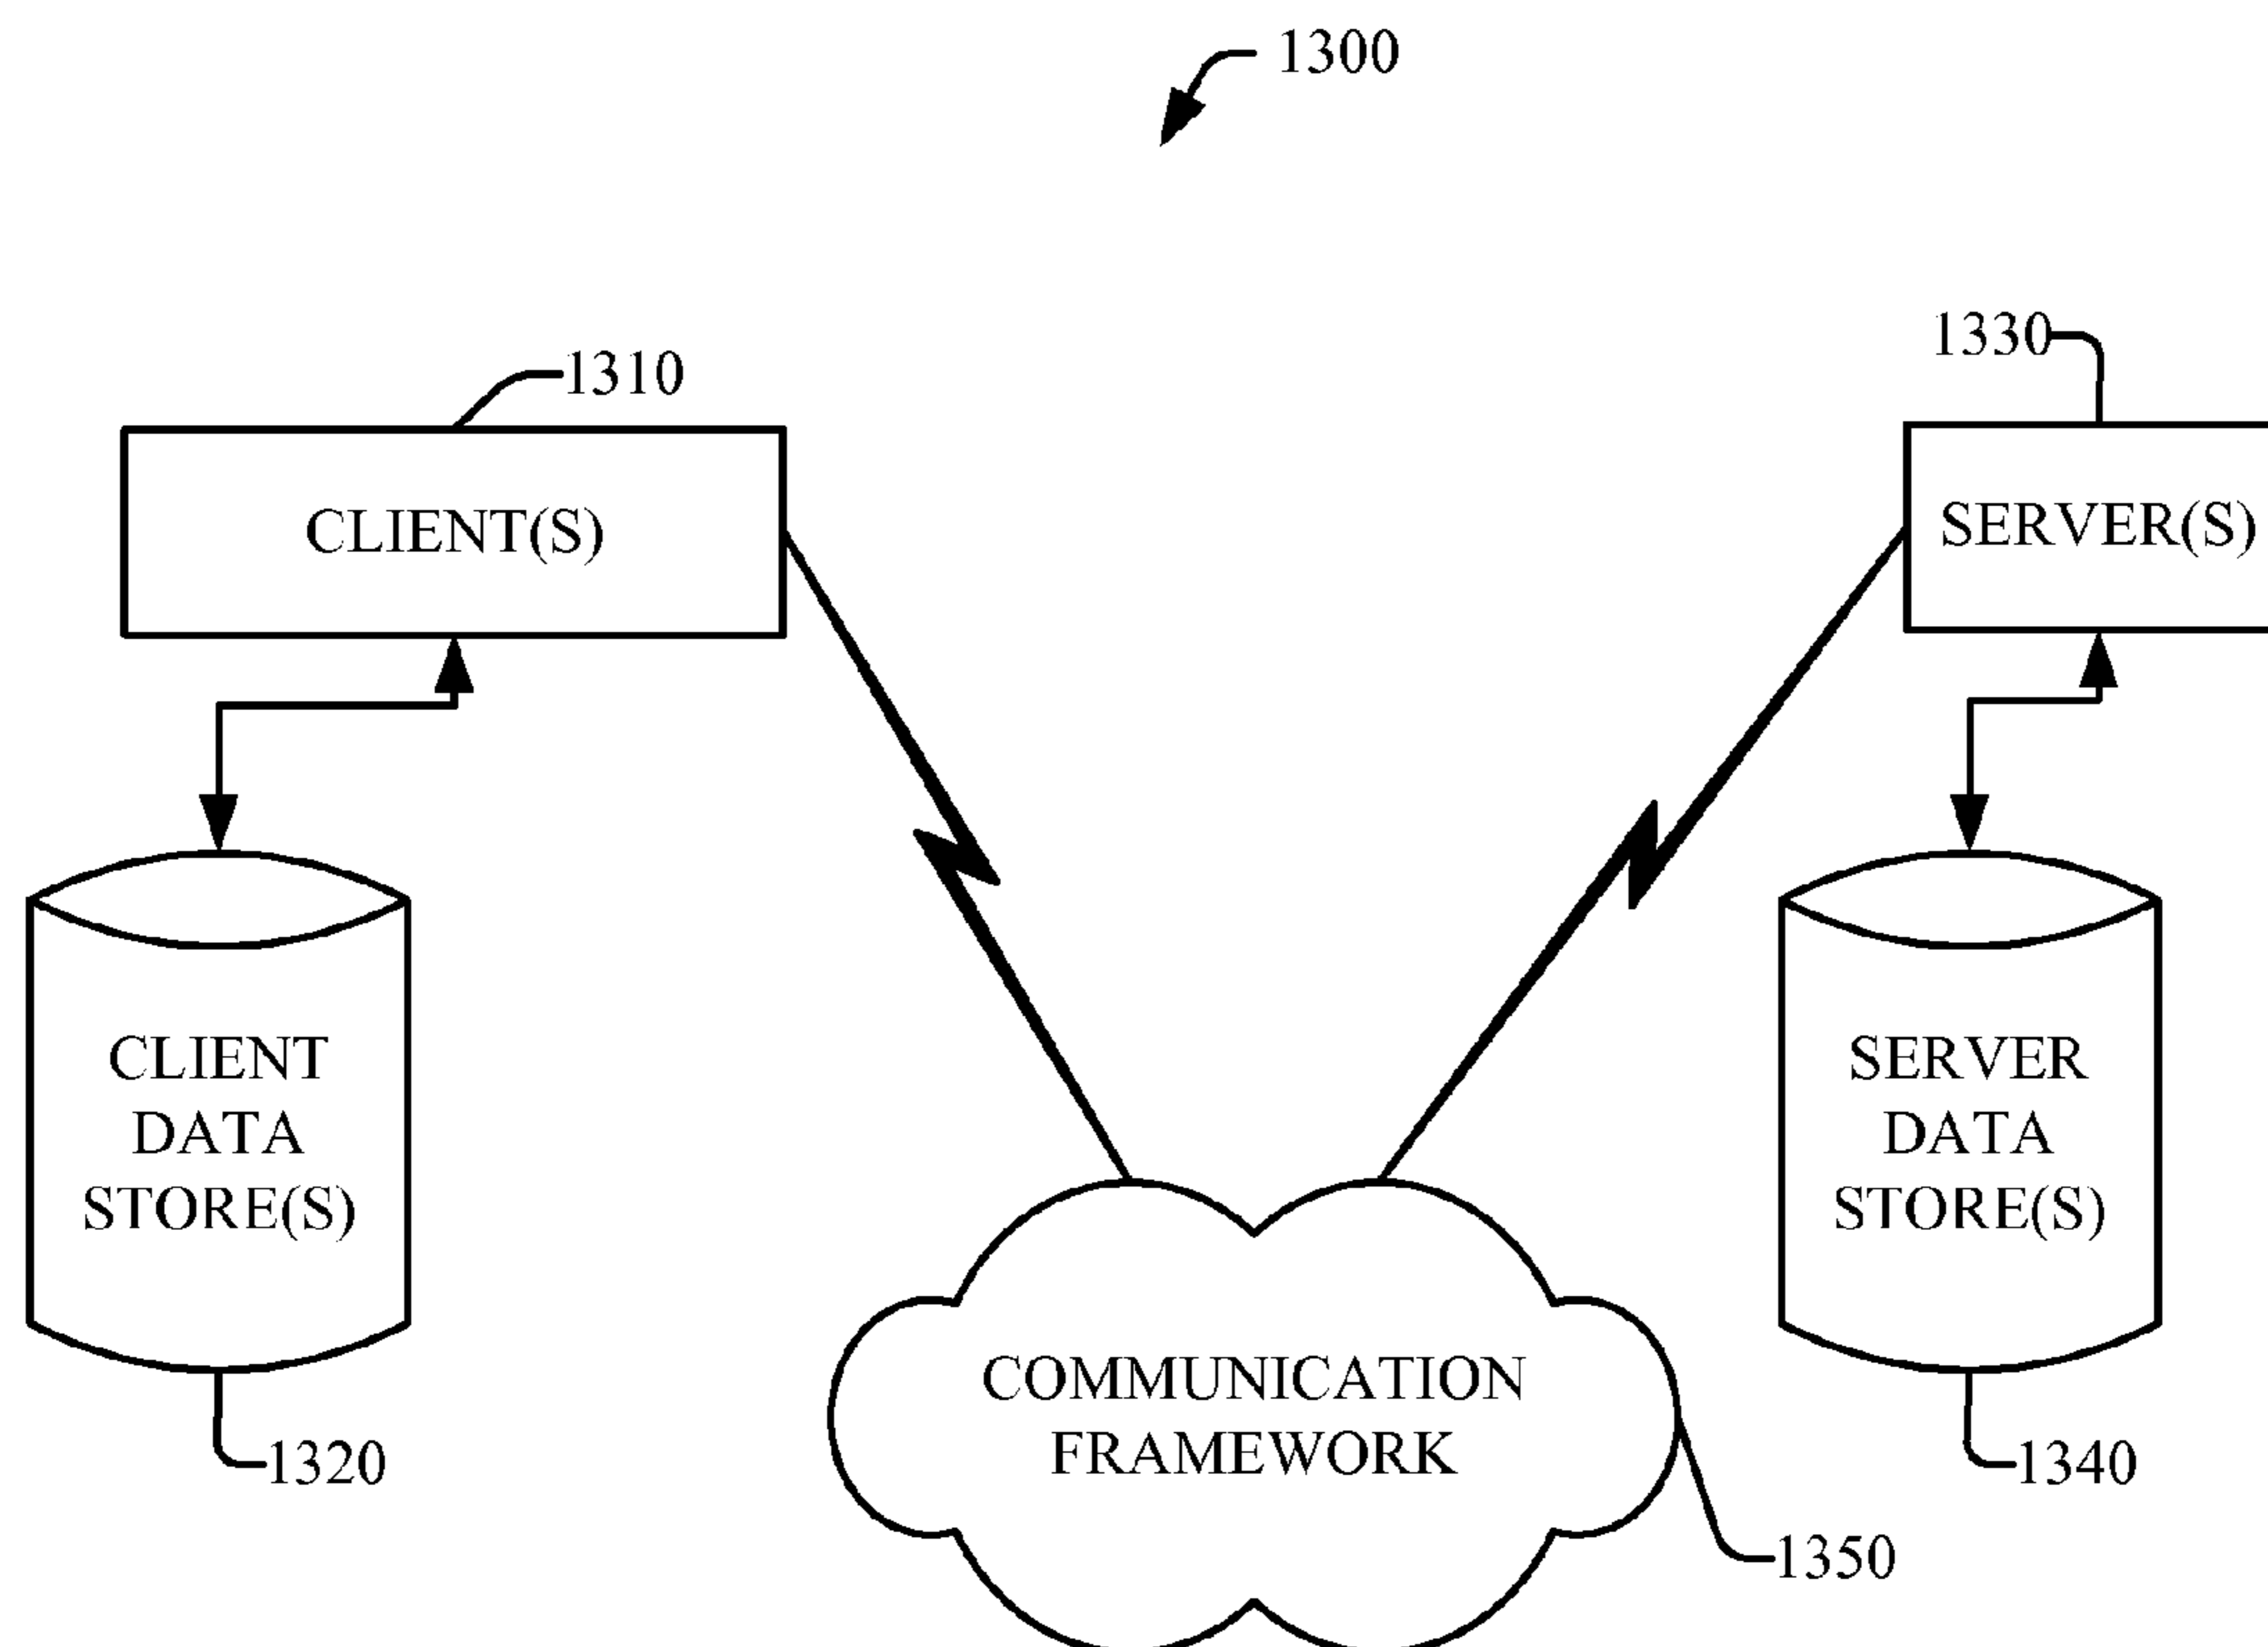 1300
1310
1330
CLIENT(S)
SERVER(S)
CLIENT
DATA
STORE(S)
SERVER
DATA
STORE(S)
COMMUNICATION
FRAMEWORK
1320
1340
1350